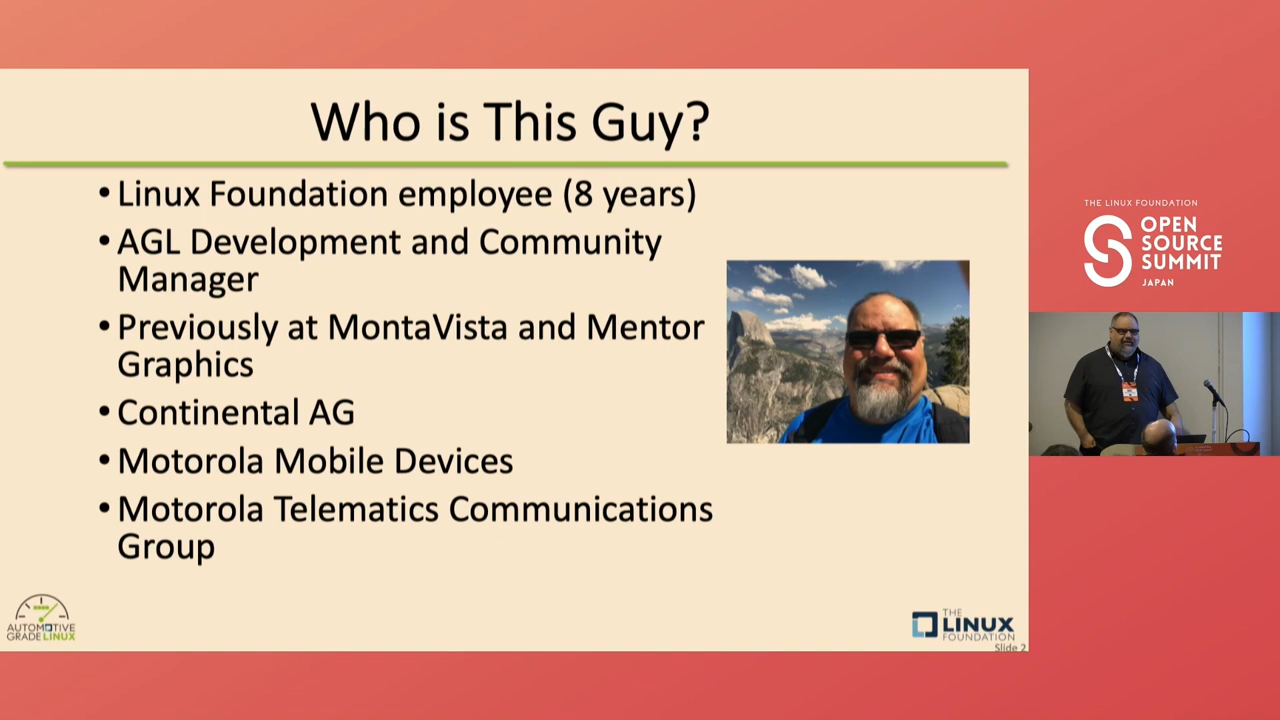 Who is This Guy?
• Linux Foundation employee (8 years)
• AGL Development and Community
Manager
• Previously at MontaVista and Mentor
Graphics
• Continental AG
• Motorola Mobile Devices
• Motorola Telematics Communications
Group
AUTOMOTIVE
GRADE LINUX
THE
LINUX
FOUNDATION
Slide 2
THE LINUX FOUNDATION
OPEN
SOURCE
SUMMIT
JAPAN